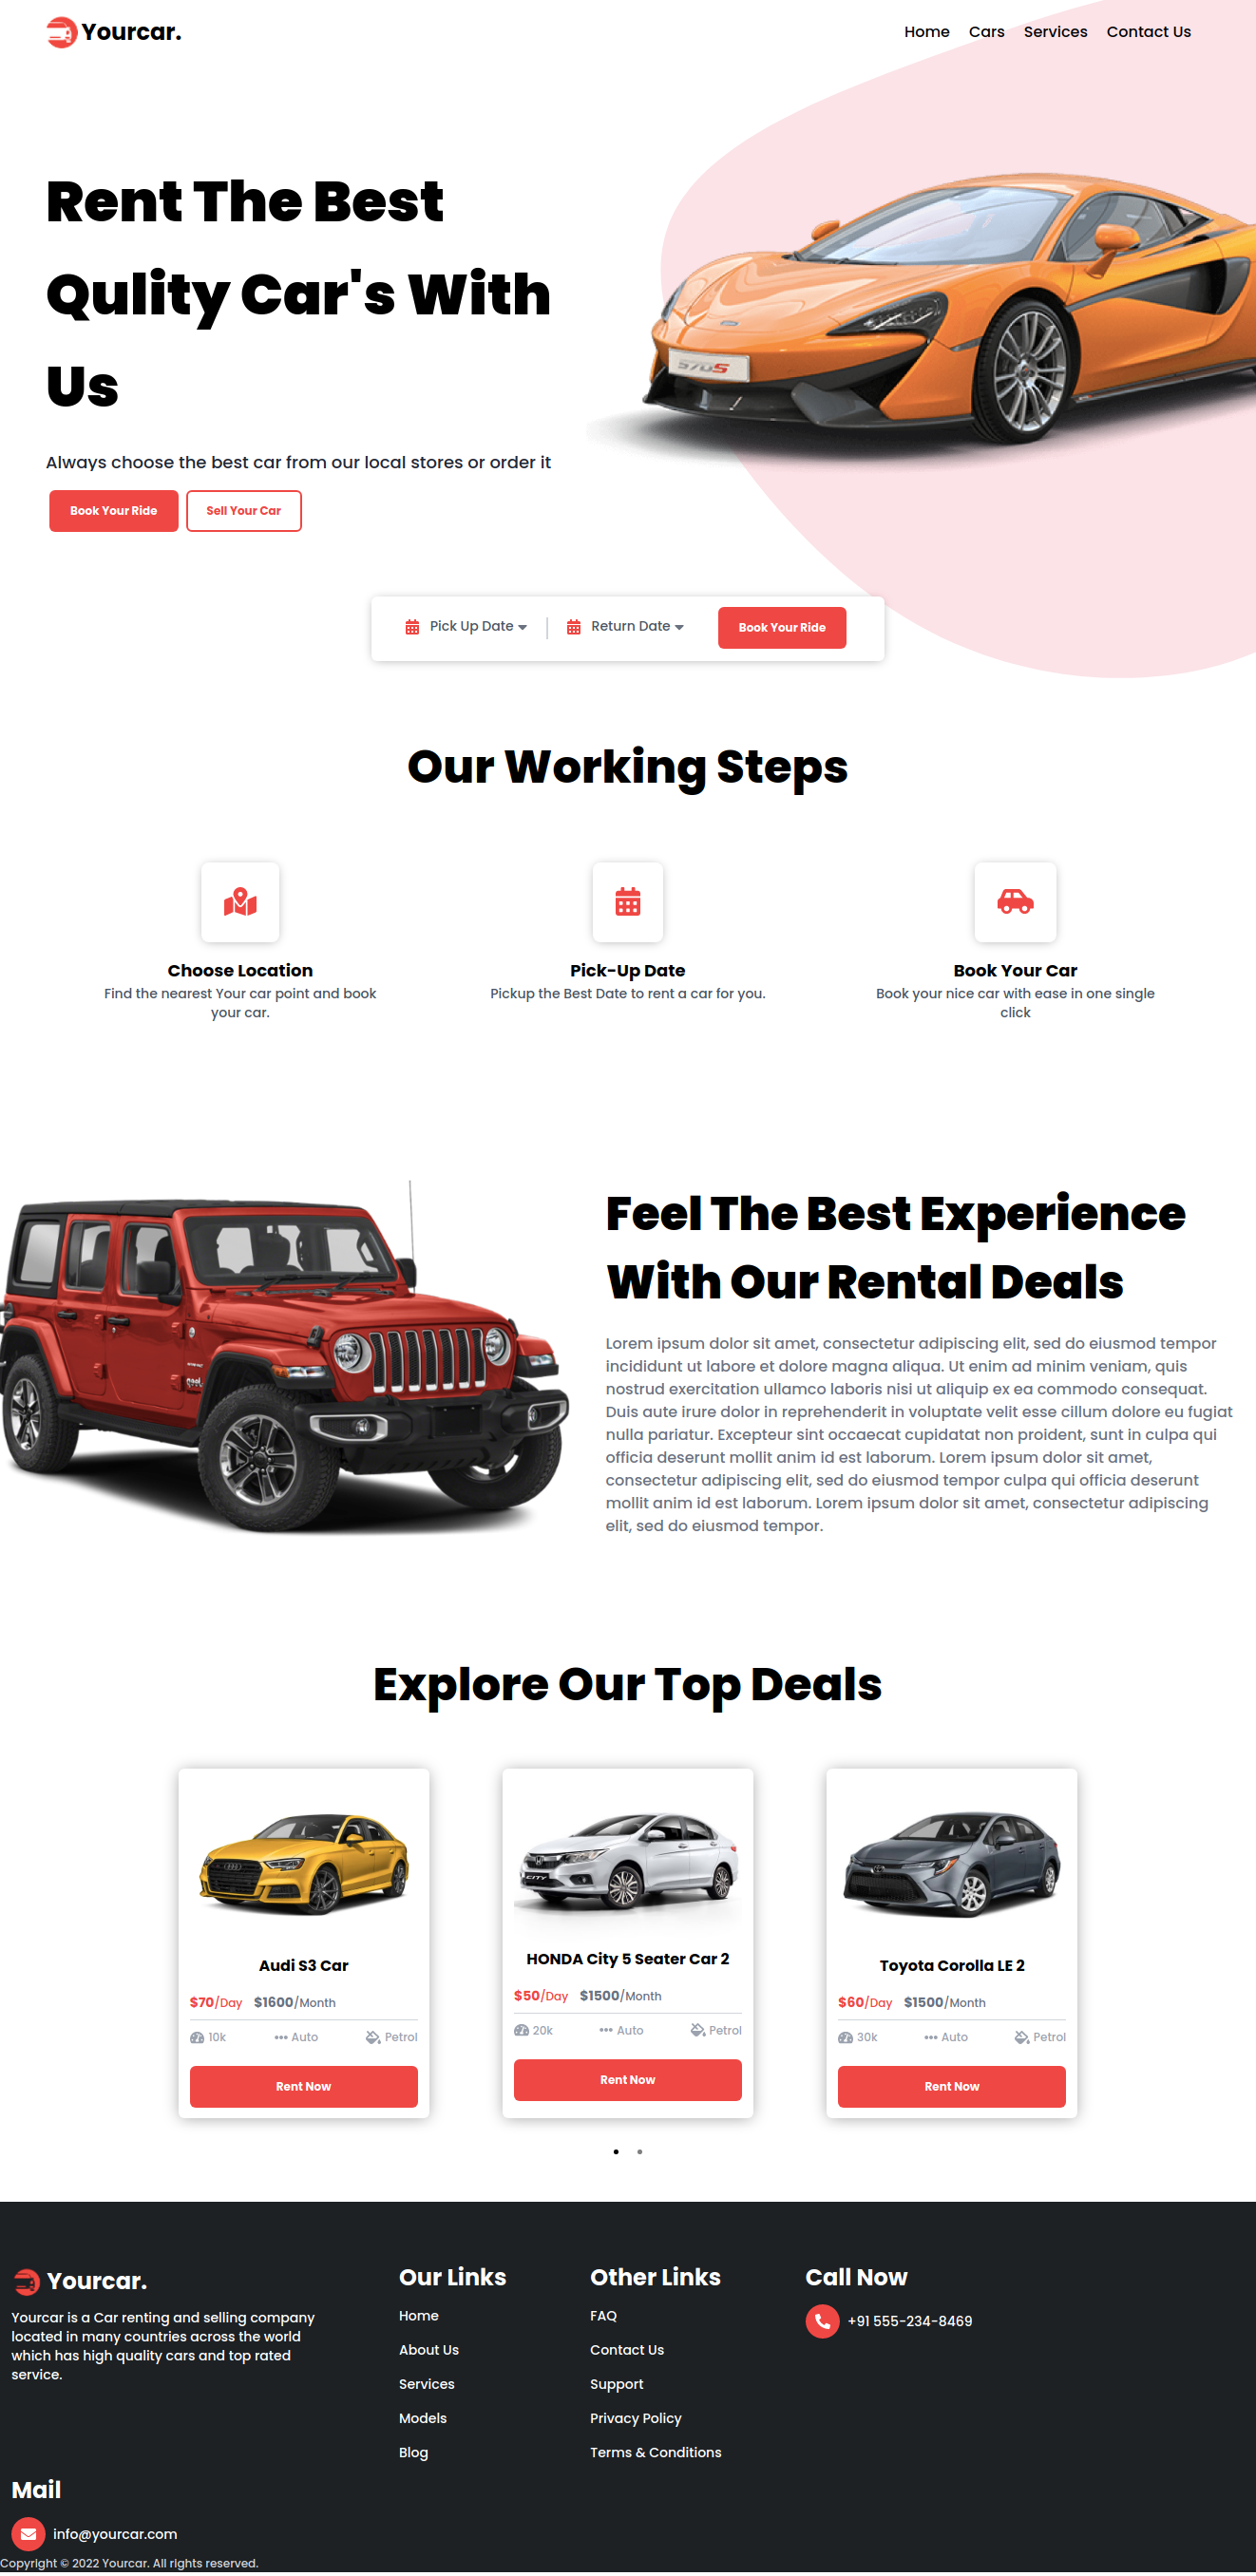 Yourcar.
Home Cars Services Contact Us
Rent The Best
Qulity Car's With
Us
570S
Always choose the best car from our local stores or order it
Book Your Ride Sell Your Car
Pick Up Date Return Date Book Your Ride
Our Working Steps
Choose Location
Find the nearest Your car point and book
your car.
Pick-Up Date
Pickup the Best Date to rent a car for you.
Book Your Car
Book your nice car with ease in one single
click
Feel The Best Experience
With Our Rental Deals
Lorem ipsum dolor sit amet, consectetur adipiscing elit, sed do eiusmod tempor
incididunt ut labore et dolore magna aliqua. Ut enim ad minim veniam, quis
nostrud exercitation ullamco laboris nisi ut aliquip ex ea commodo consequat.
Duis aute irure dolor in reprehenderit in voluptate velit esse cillum dolore eu fugiat
nulla pariatur. Excepteur sint occaecat cupidatat non proident, sunt in culpa qui
officia deserunt mollit anim id est laborum. Lorem ipsum dolor sit amet,
consectetur adipiscing elit, sed do eiusmod tempor culpa qui officia deserunt
mollit anim id est laborum. Lorem ipsum dolor sit amet, consectetur adipiscing
elit, sed do eiusmod tempor.
Explore Our Top Deals
Audi S3 Car
$70/Day $1600/Month
10k Auto Petrol
Rent Now
CITY
HONDA City 5 Seater Car 2
$50/Day $1500/Month
20k Auto Petrol
Rent Now
Toyota Corolla LE 2
$60/Day $1500/Month
30k Auto Petrol
Rent Now
Yourcar.
Yourcar is a Car renting and selling company
located in many countries across the world
which has high quality cars and top rated
service.
Our Links
Home
About Us
Services
Models
Blog
Other Links
FAQ
Contact Us
Support
Privacy Policy
Terms & Conditions
Call Now
+91 555-234-8469
Mail
info@yourcar.com
Copyright © 2022 Yourcar. All rights reserved.